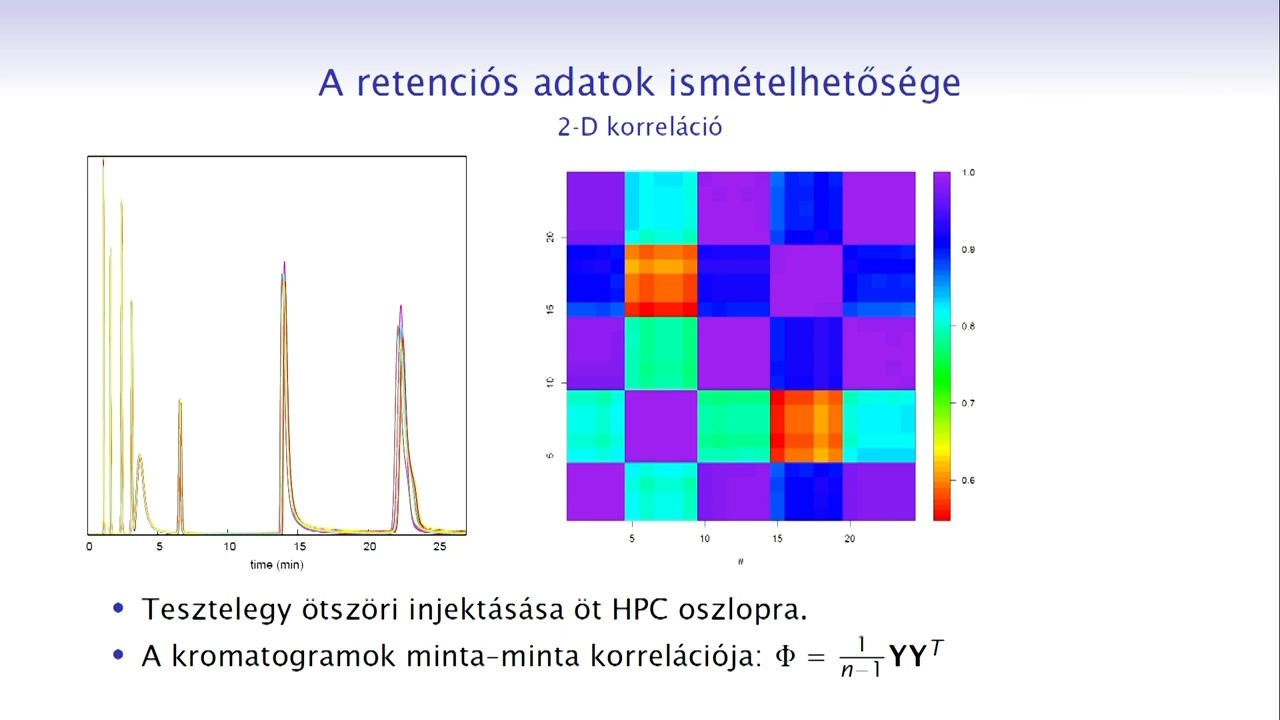 A retenciós adatok ismételhetősége
2-D korreláció
0 5 10 15 20 25
time (min)
20
15
10
5
5 10 15 20
#
1.0
0.9
0.8
0.7
0.6
• Tesztelegy ötszöri injektásása öt HPC oszlopra.
• A kromatogramok minta-minta korrelációja: Φ = 1/(n−1) YYᵀ